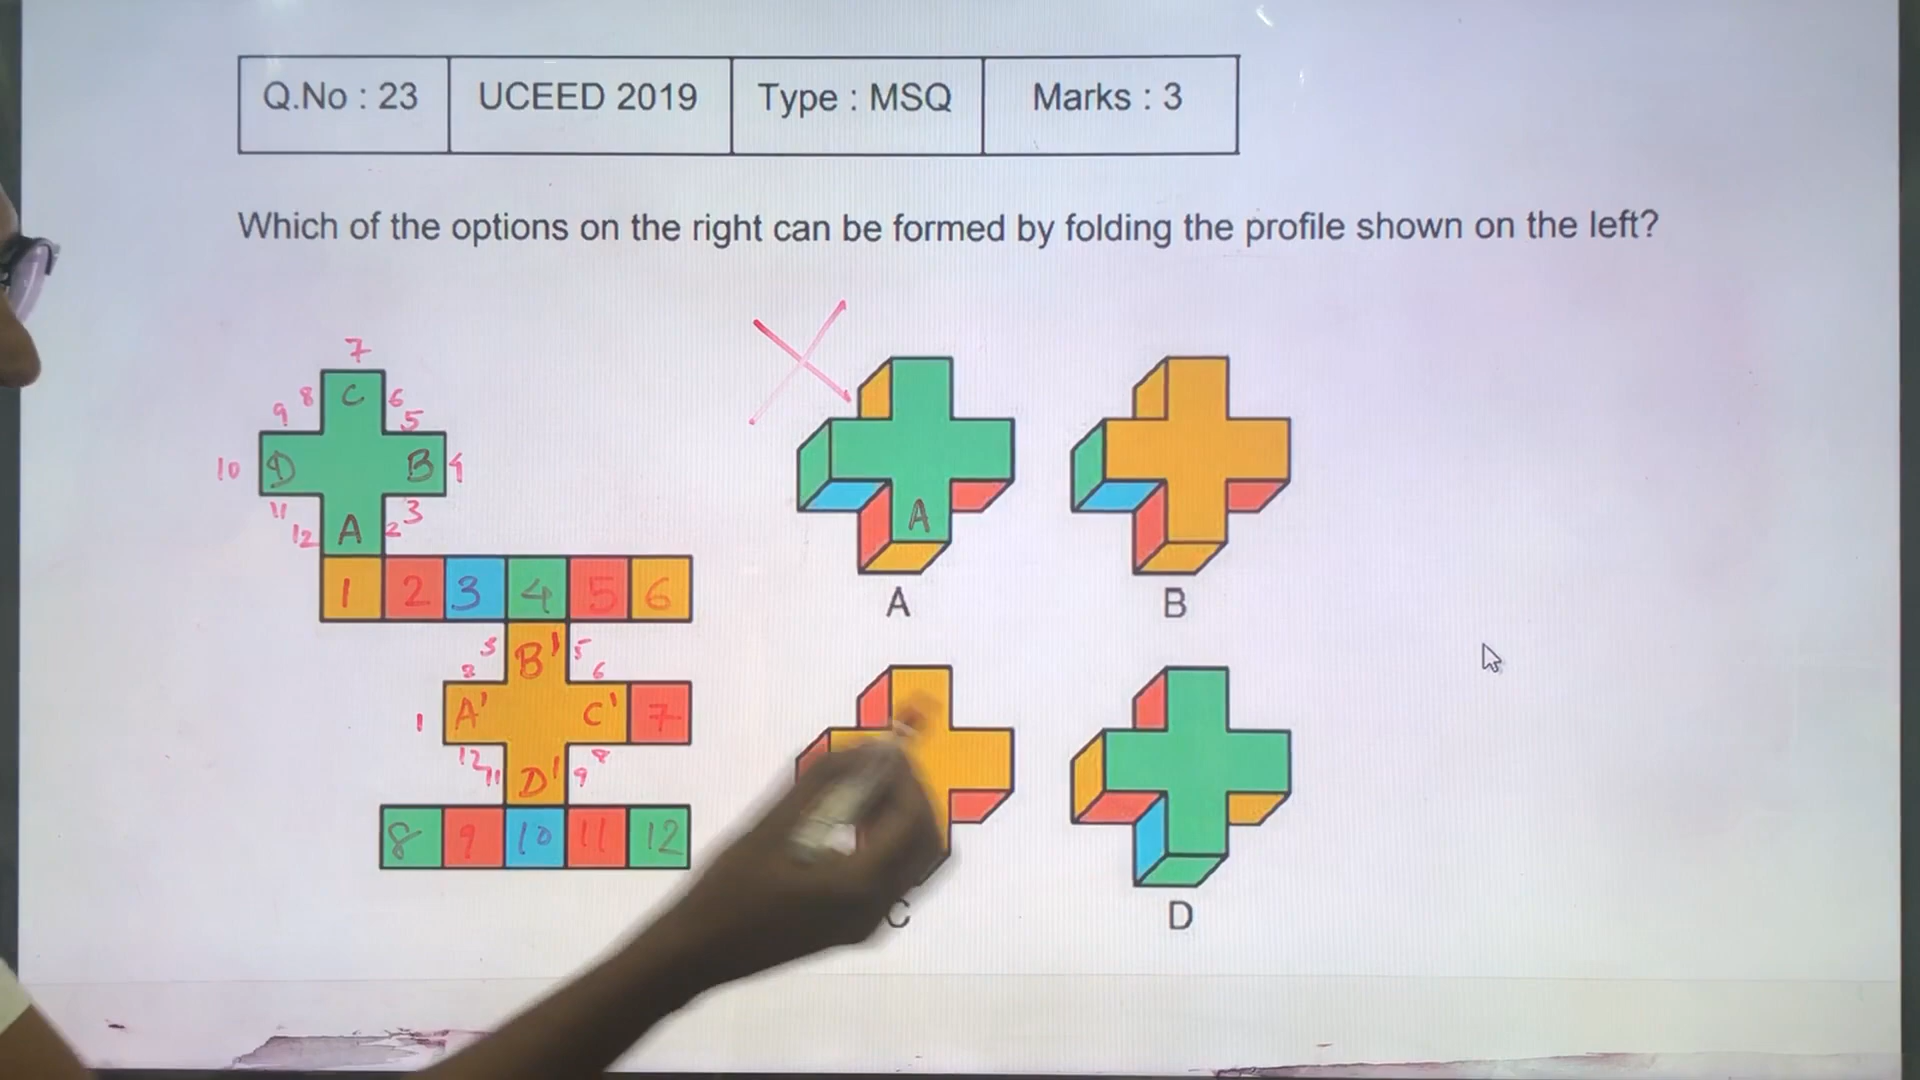 Q.No : 23 UCEED 2019 Type : MSQ Marks : 3
Which of the options on the right can be formed by folding the profile shown on the left?
7
8 C 6
9 5
10 D B 4
11 3
12 A 2
A
1 2 3 4 5 6
A B
3 B' 5
2 6
1 A' C' 7
12 8
11 D' 9
8 9 10 11 12
C D